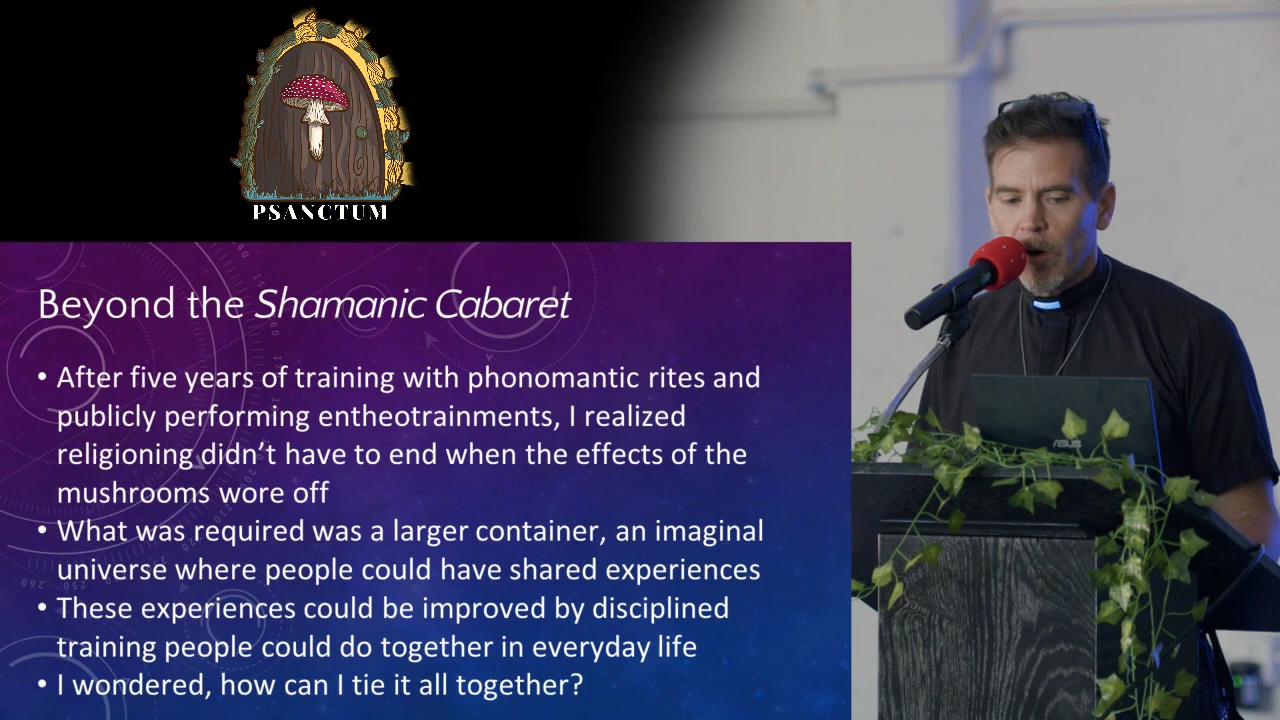 PSANCTUM
Beyond the Shamanic Cabaret
• After five years of training with phonomantic rites and
publicly performing entheotrainments, I realized
religioning didn't have to end when the effects of the
mushrooms wore off
• What was required was a larger container, an imaginal
universe where people could have shared experiences
• These experiences could be improved by disciplined
training people could do together in everyday life
• I wondered, how can I tie it all together?
ASUS